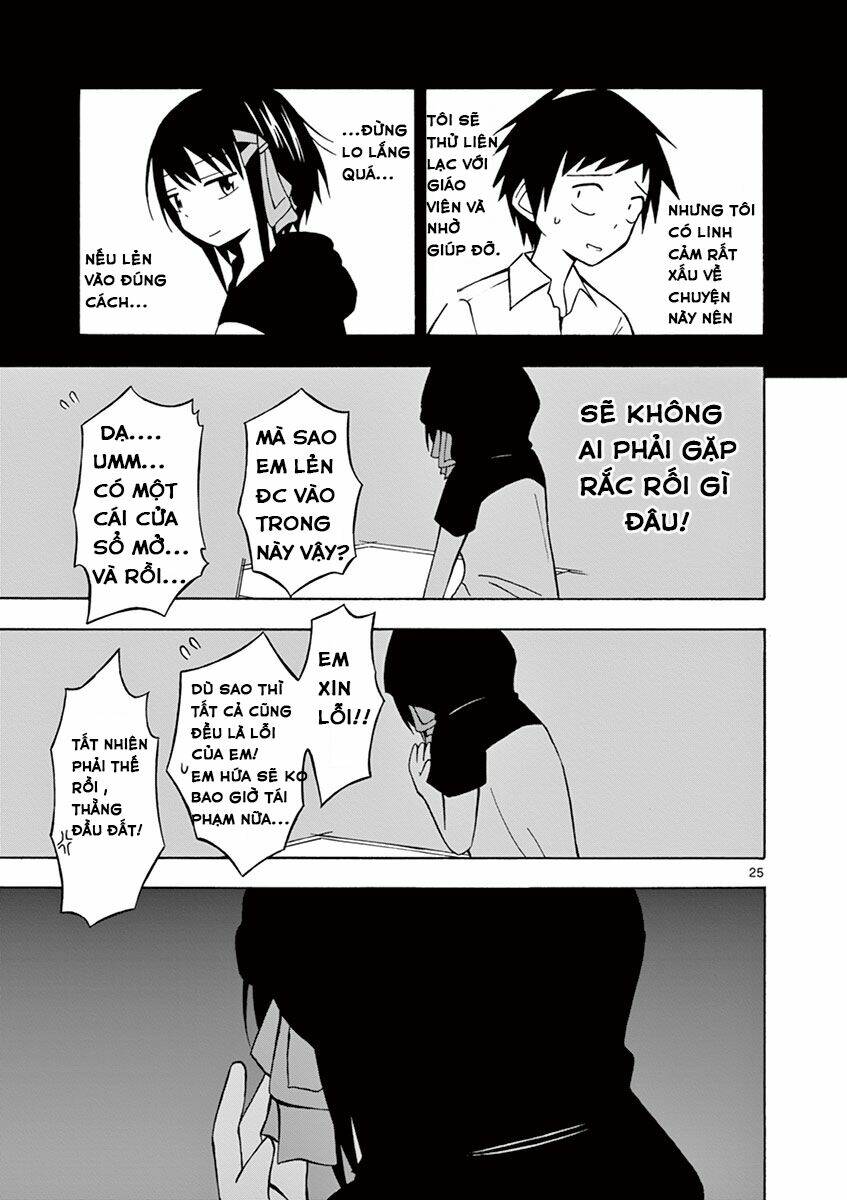 NHƯNG TÔI
CÓ LINH
CẢM RẤT
XẤU VỀ
CHUYỆN
NÀY NÊN
TÔI SẼ
THỬ LIÊN
LẠC VỚI
GIÁO
VIÊN VÀ
NHỜ
GIÚP ĐỠ.
...ĐỪNG
LO LẮNG
QUÁ...
NẾU LẺN
VÀO ĐÚNG
CÁCH...
SẼ KHÔNG
AI PHẢI GẶP
RẮC RỐI GÌ
ĐÂU!
MÀ SAO
EM LẺN
ĐC VÀO
TRONG
NÀY VẬY?
DẠ....
UMM...
CÓ MỘT
CÁI CỬA
SỔ MỞ...
VÀ RỒI...
EM
XIN
LỖI!!
DÙ SAO THÌ
TẤT CẢ CŨNG
ĐỀU LÀ LỖI
CỦA EM!
EM HỨA SẼ KO
BAO GIỜ TÁI
PHẠM NỮA...
TẤT NHIÊN
PHẢI THẾ
RỒI ,
THẰNG
ĐẦU ĐẤT!
25